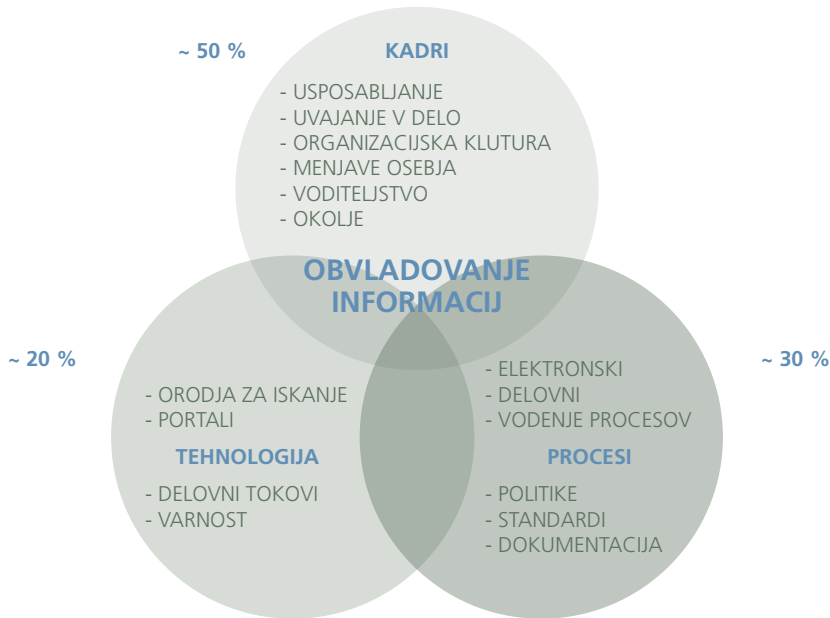 ~ 50 %
KADRI
- USPOSABLJANJE
- UVAJANJE V DELO
- ORGANIZACIJSKA KLUTURA
- MENJAVE OSEBJA
- VODITELJSTVO
- OKOLJE
OBVLADOVANJE
INFORMACIJ
~ 20 %
- ORODJA ZA ISKANJE
- PORTALI
TEHNOLOGIJA
- DELOVNI TOKOVI
- VARNOST
~ 30 %
- ELEKTRONSKI
- DELOVNI
- VODENJE PROCESOV
PROCESI
- POLITIKE
- STANDARDI
- DOKUMENTACIJA